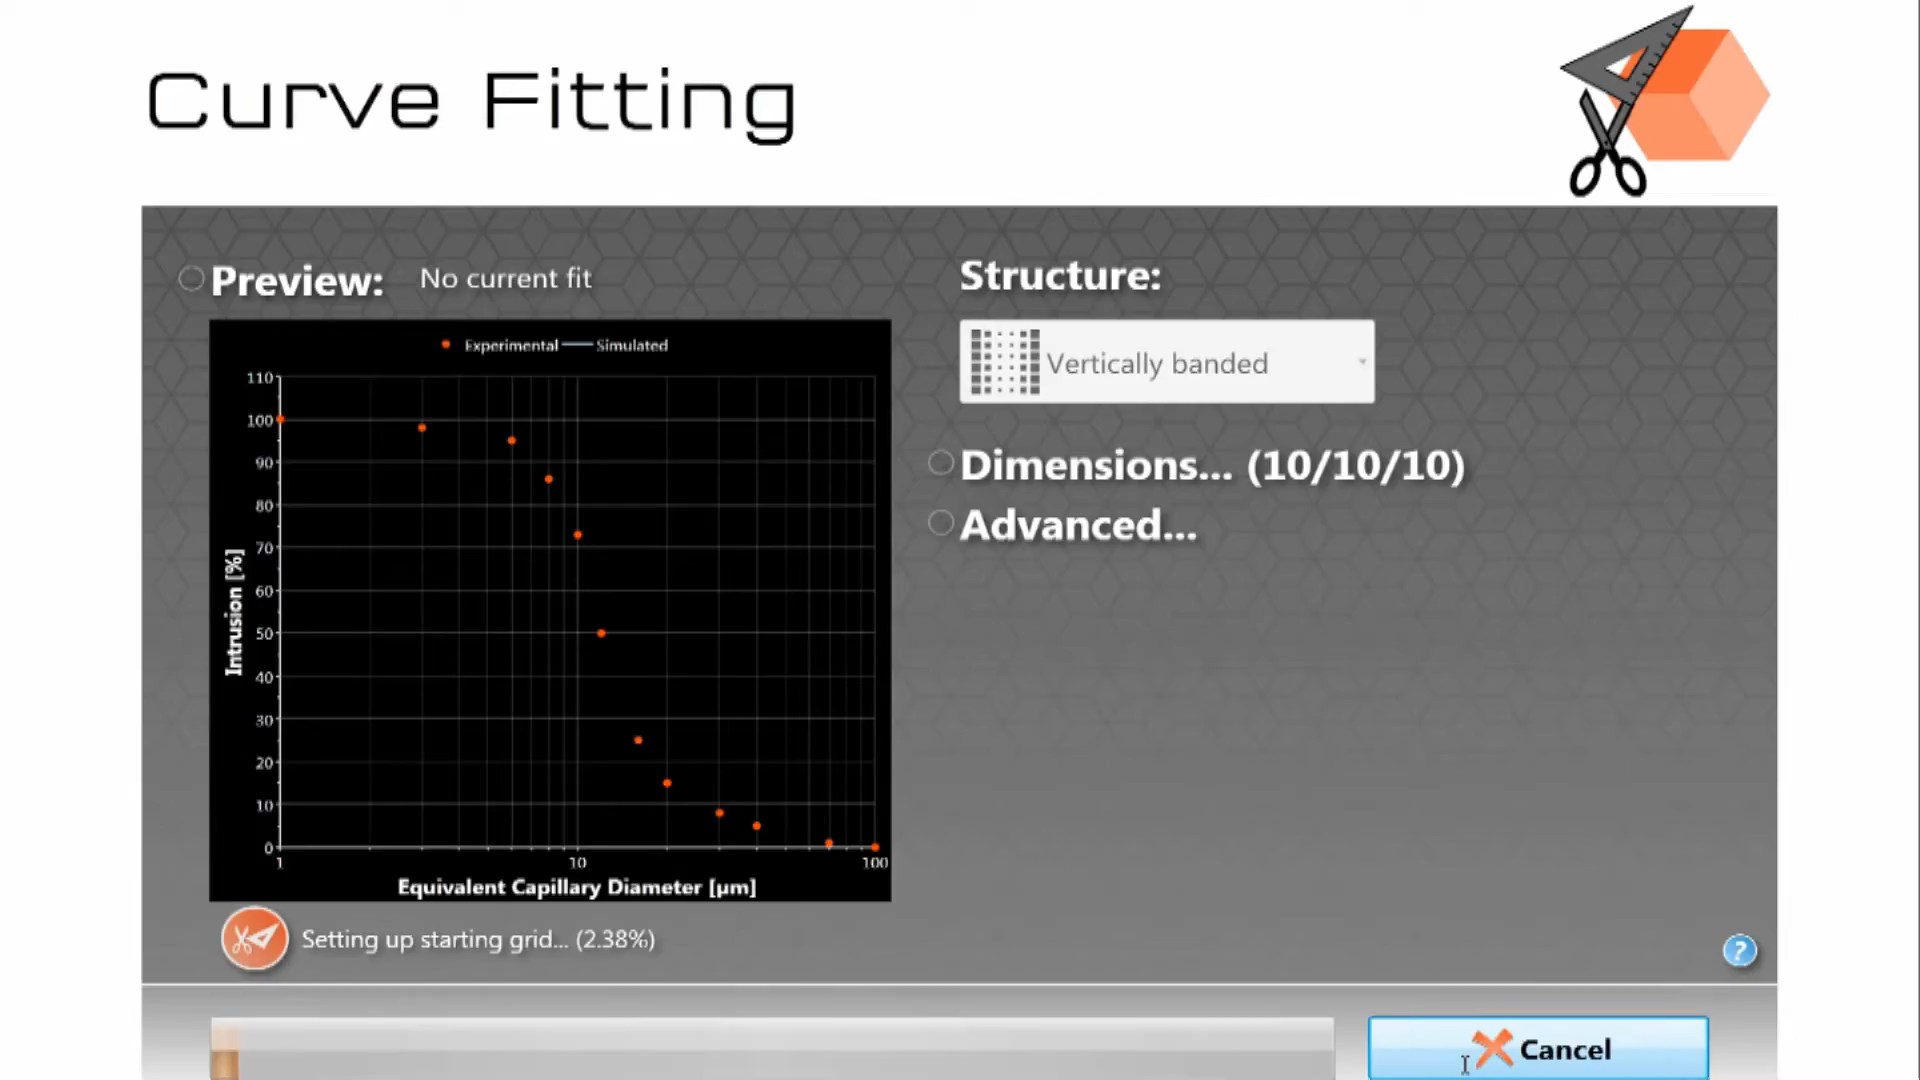 Curve Fitting
Preview: No current fit
Experimental Simulated
110
100
90
80
70
60
50
40
30
20
10
0
Intrusion [%]
1 10 100
Equivalent Capillary Diameter [µm]
Setting up starting grid... (2.38%)
Structure:
Vertically banded
Dimensions... (10/10/10)
Advanced...
?
Cancel